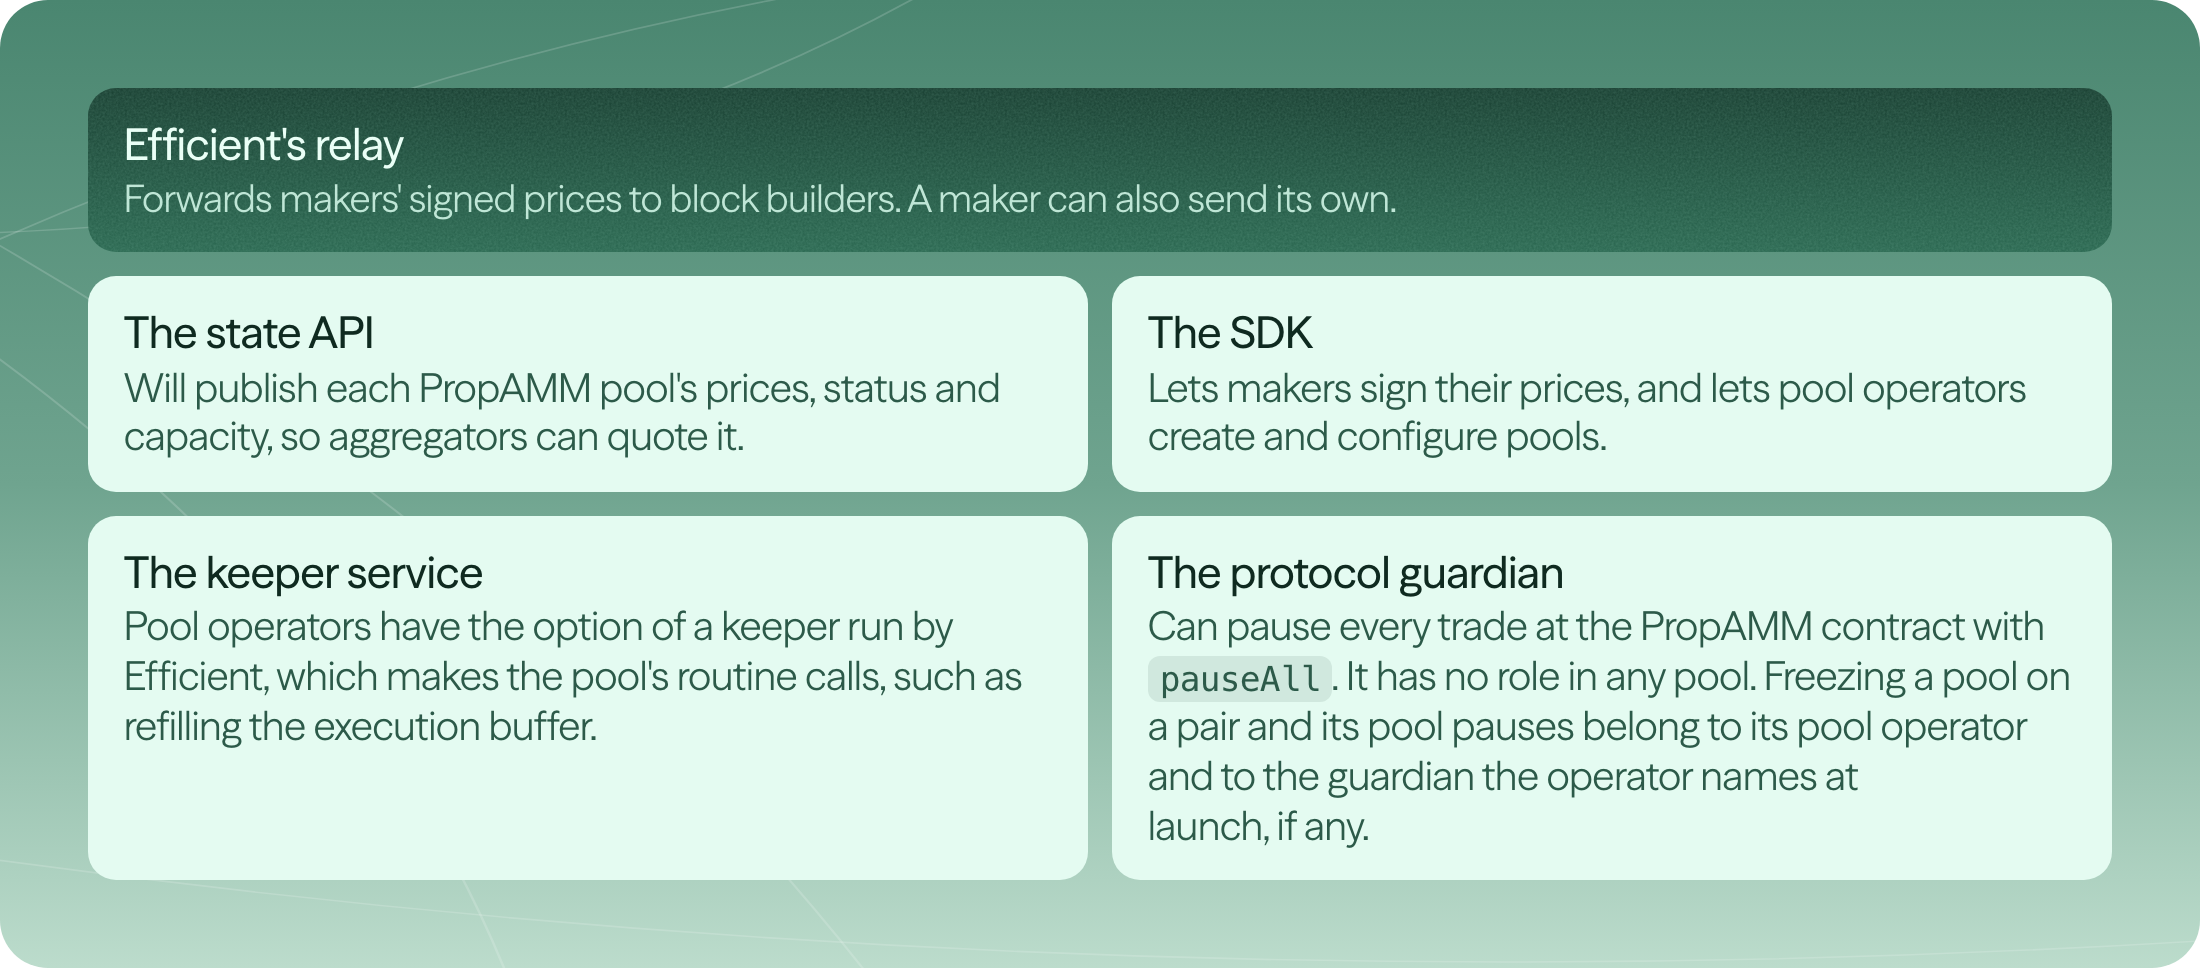 Efficient's relay
Forwards makers' signed prices to block builders. A maker can also send its own.
The state API
Will publish each PropAMM pool's prices, status and
capacity, so aggregators can quote it.
The SDK
Lets makers sign their prices, and lets pool operators
create and configure pools.
The keeper service
Pool operators have the option of a keeper run by
Efficient, which makes the pool's routine calls, such as
refilling the execution buffer.
The protocol guardian
Can pause every trade at the PropAMM contract with
pauseAll. It has no role in any pool. Freezing a pool on
a pair and its pool pauses belong to its pool operator
and to the guardian the operator names at
launch, if any.